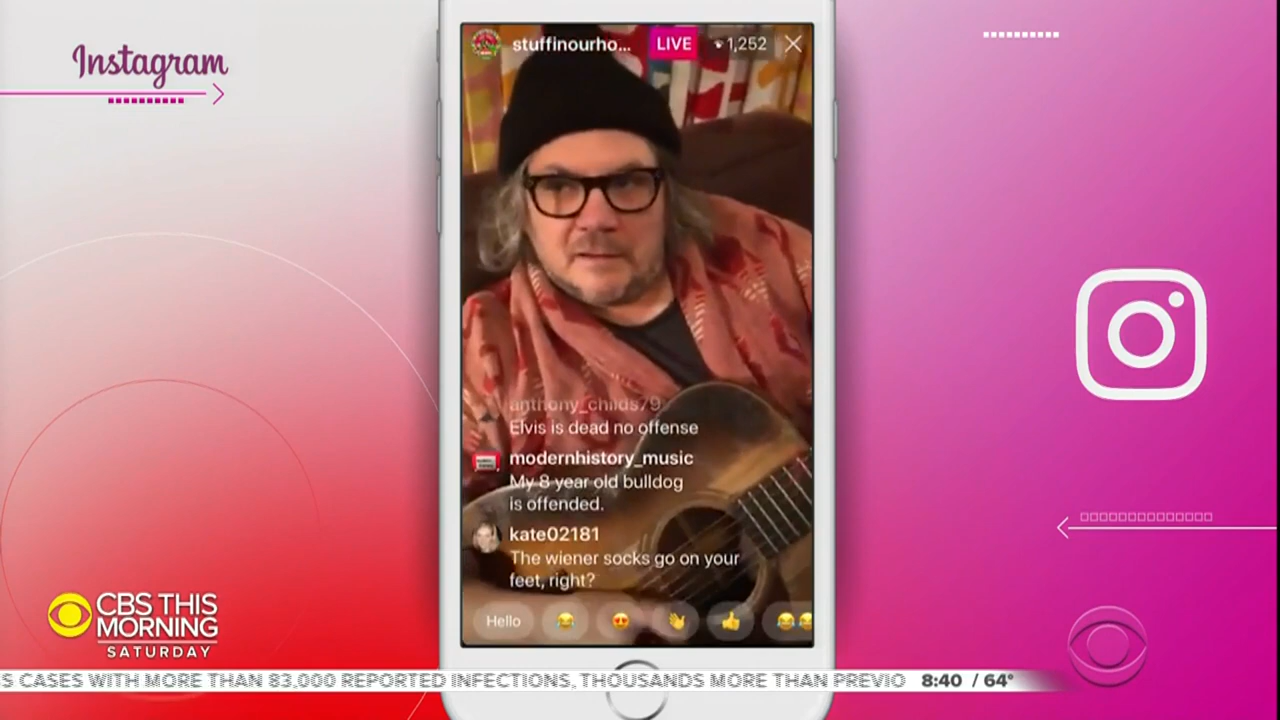 Instagram
stuffinourho...
LIVE
1,252
anthony_childs79
Elvis is dead no offense
modernhistory_music
My 8 year old bulldog
is offended.
kate02181
The wiener socks go on your
feet, right?
Hello
CBS THIS
MORNING
SATURDAY
S CASES WITH MORE THAN 83,000 REPORTED INFECTIONS, THOUSANDS MORE THAN PREVIO
8:40 / 64°